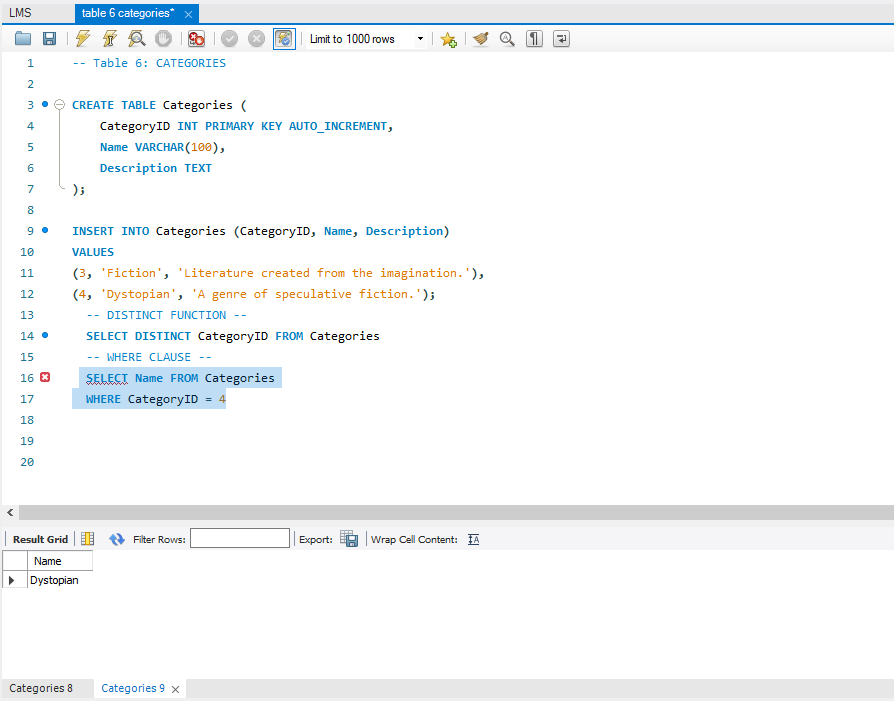 LMS
table 6 categories*
Limit to 1000 rows
1 -- Table 6: CATEGORIES
2
3 CREATE TABLE Categories (
4 CategoryID INT PRIMARY KEY AUTO_INCREMENT,
5 Name VARCHAR(100),
6 Description TEXT
7 );
8
9 INSERT INTO Categories (CategoryID, Name, Description)
10 VALUES
11 (3, 'Fiction', 'Literature created from the imagination.'),
12 (4, 'Dystopian', 'A genre of speculative fiction.');
13 -- DISTINCT FUNCTION --
14 SELECT DISTINCT CategoryID FROM Categories
15 -- WHERE CLAUSE --
16 SELECT Name FROM Categories
17 WHERE CategoryID = 4
18
19
20
Result Grid Filter Rows: Export: Wrap Cell Content: IA
Name
Dystopian
Categories 8 Categories 9